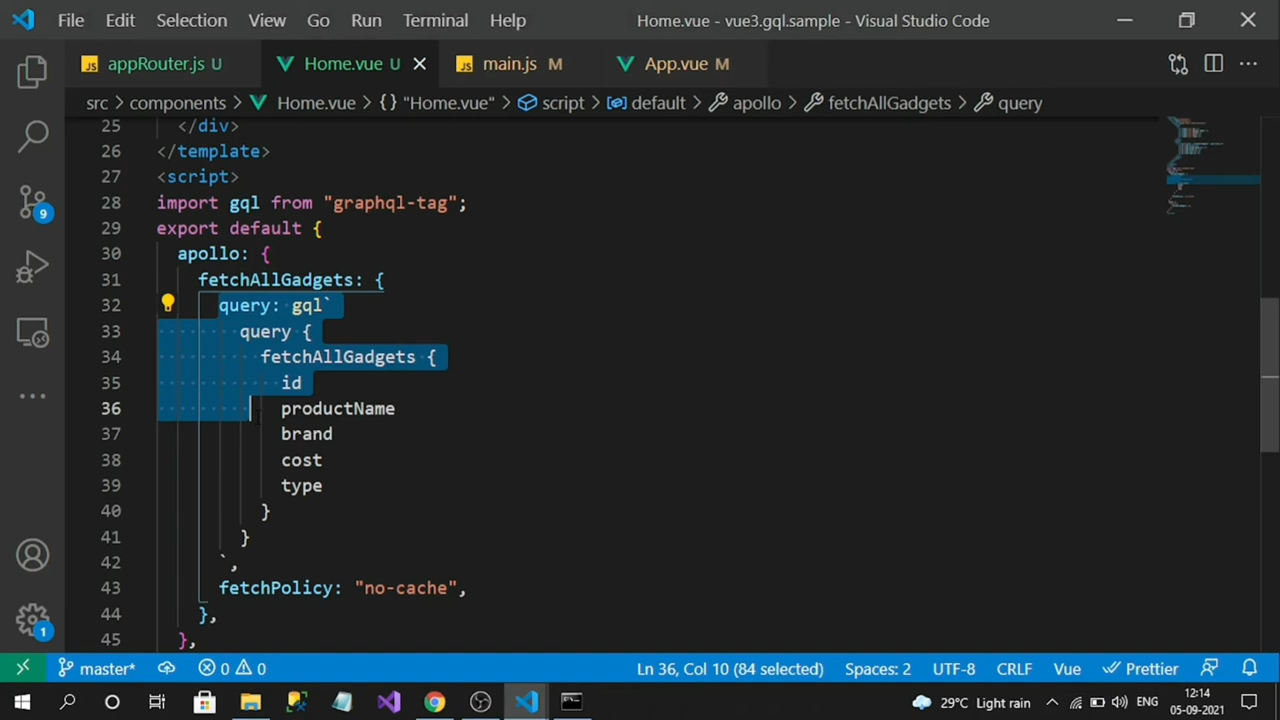 File Edit Selection View Go Run Terminal Help Home.vue - vue3.gql.sample - Visual Studio Code
JS appRouter.js U Home.vue U JS main.js M App.vue M
src > components > Home.vue > {} "Home.vue" > script > default > apollo > fetchAllGadgets > query
25 </div>
26 </template>
27 <script>
28 import gql from "graphql-tag";
29 export default {
30 apollo: {
31 fetchAllGadgets: {
32 query: gql`
33 query {
34 fetchAllGadgets {
35 id
36 productName
37 brand
38 cost
39 type
40 }
41 }
42 `,
43 fetchPolicy: "no-cache",
44 },
45 },
9
1
master* 0 0 Ln 36, Col 10 (84 selected) Spaces: 2 UTF-8 CRLF Vue Prettier
29°C Light rain ENG 12:14
05-09-2021